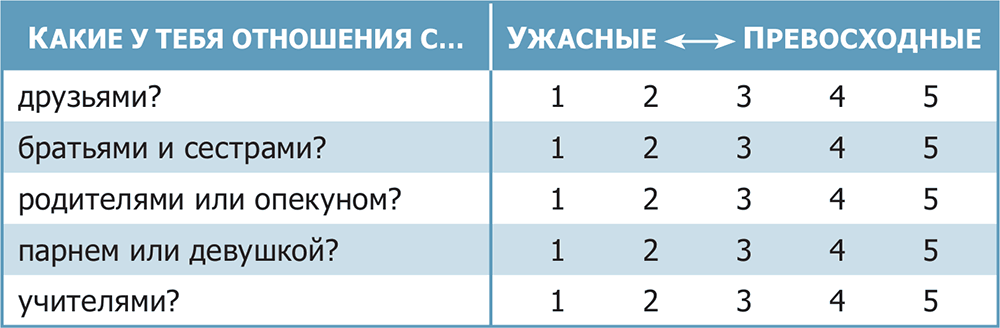 КАКИЕ У ТЕБЯ ОТНОШЕНИЯ С... УЖАСНЫЕ ↔ ПРЕВОСХОДНЫЕ
друзьями? 1 2 3 4 5
братьями и сестрами? 1 2 3 4 5
родителями или опекуном? 1 2 3 4 5
парнем или девушкой? 1 2 3 4 5
учителями? 1 2 3 4 5